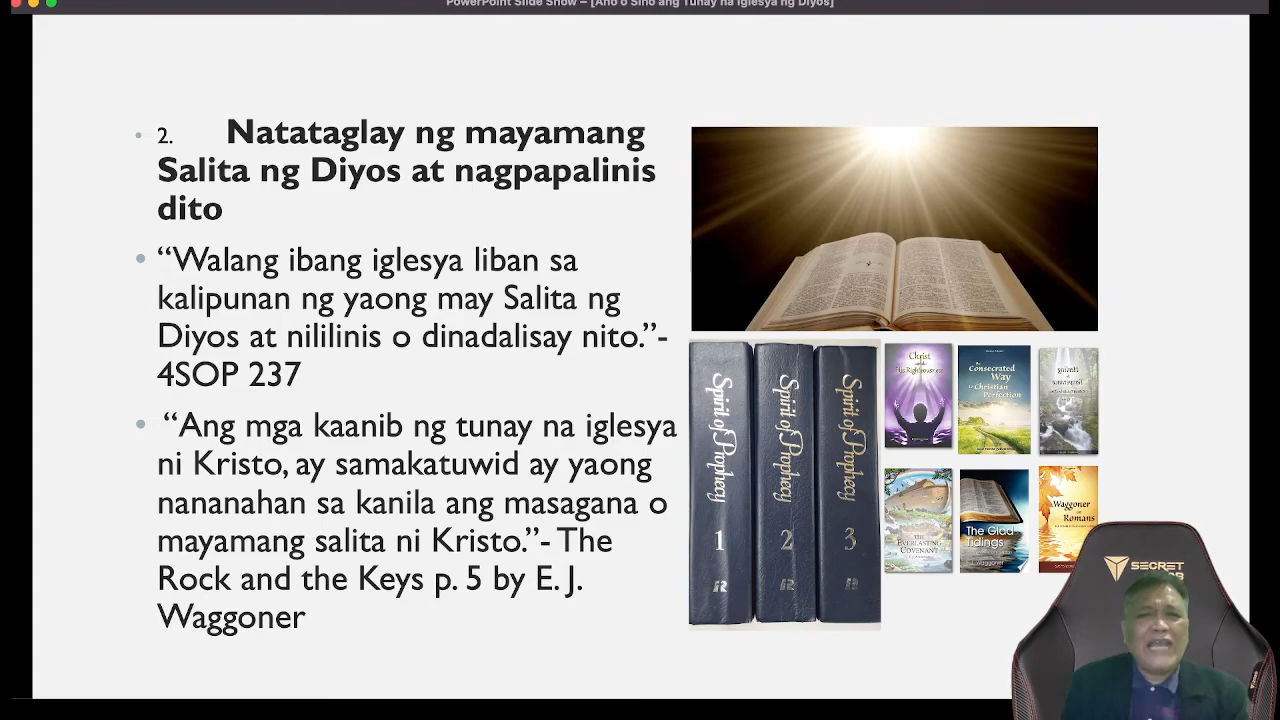 PowerPoint Slide Show – [Ano o Sino ang Tunay na Iglesya ng Diyos]
• 2. Natataglay ng mayamang
Salita ng Diyos at nagpapalinis
dito
• “Walang ibang iglesya liban sa
kalipunan ng yaong may Salita ng
Diyos at nililinis o dinadalisay nito.”-
4SOP 237
• “Ang mga kaanib ng tunay na iglesya
ni Kristo, ay samakatuwid ay yaong
nananahan sa kanila ang masagana o
mayamang salita ni Kristo.”- The
Rock and the Keys p. 5 by E. J.
Waggoner
Spirit of Prophecy
1
Spirit of Prophecy
2
Spirit of Prophecy
3
Christ
and
His Righteousness
The
Consecrated
Way
to Christian
Perfection
THE
EVERLASTING
COVENANT
The Glad
Tidings
Waggoner
on
Romans
SECRET